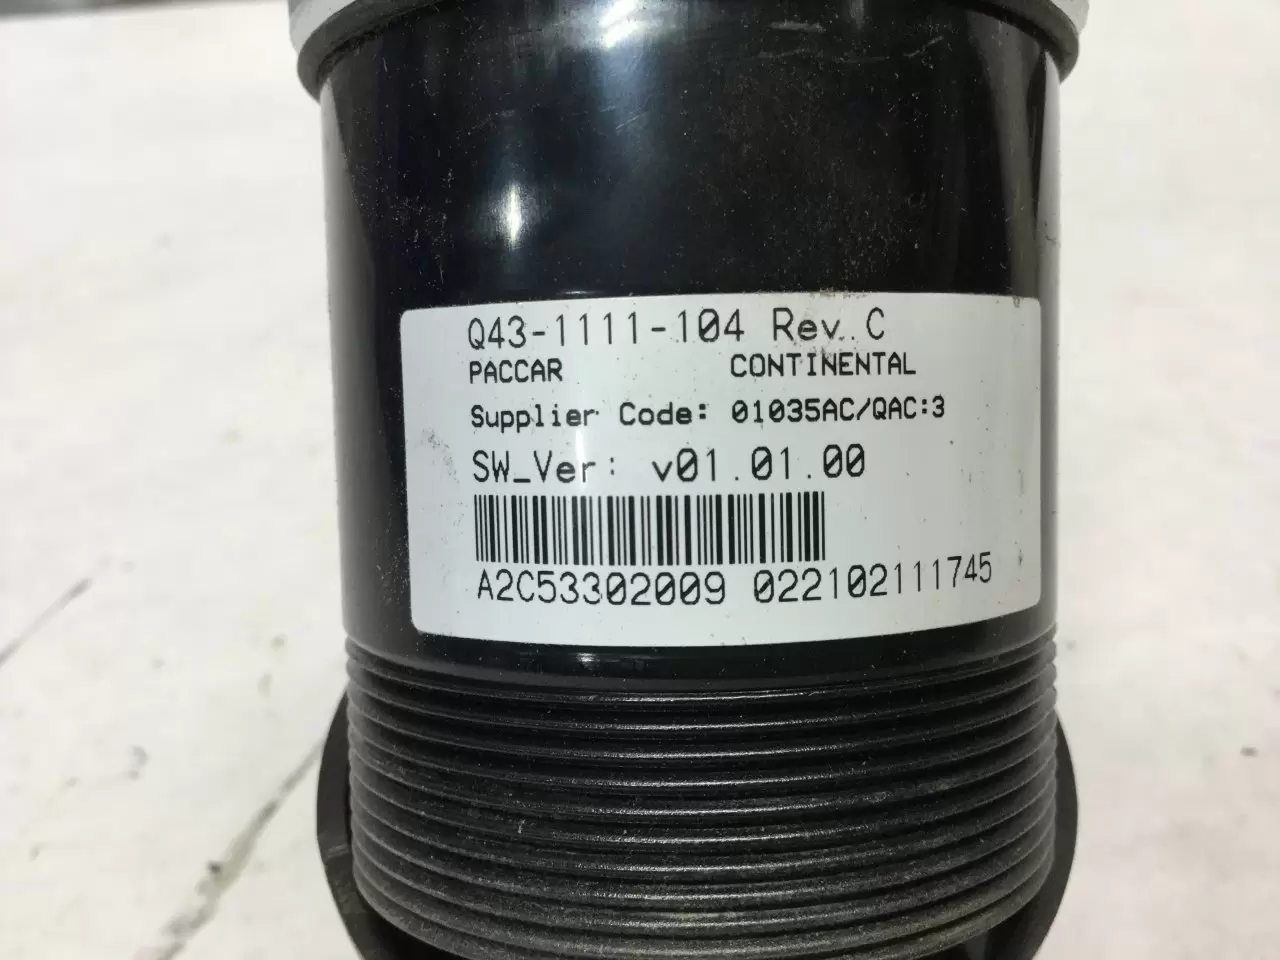 Q43-1111-104 Rev. C
PACCAR CONTINENTAL
Supplier Code: 01035AC/QAC:3
SW_Ver: v01.01.00
A2C53302009 022102111745